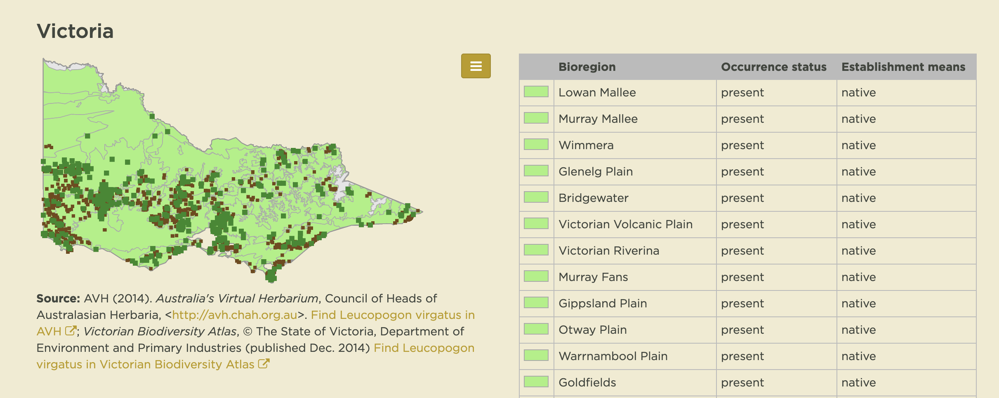 Victoria
Source: AVH (2014). Australia's Virtual Herbarium, Council of Heads of
Australasian Herbaria, <http://avh.chah.org.au>. Find Leucopogon virgatus in
AVH ; Victorian Biodiversity Atlas, © The State of Victoria, Department of
Environment and Primary Industries (published Dec. 2014) Find Leucopogon
virgatus in Victorian Biodiversity Atlas
Bioregion Occurrence status Establishment means
Lowan Mallee present native
Murray Mallee present native
Wimmera present native
Glenelg Plain present native
Bridgewater present native
Victorian Volcanic Plain present native
Victorian Riverina present native
Murray Fans present native
Gippsland Plain present native
Otway Plain present native
Warrnambool Plain present native
Goldfields present native